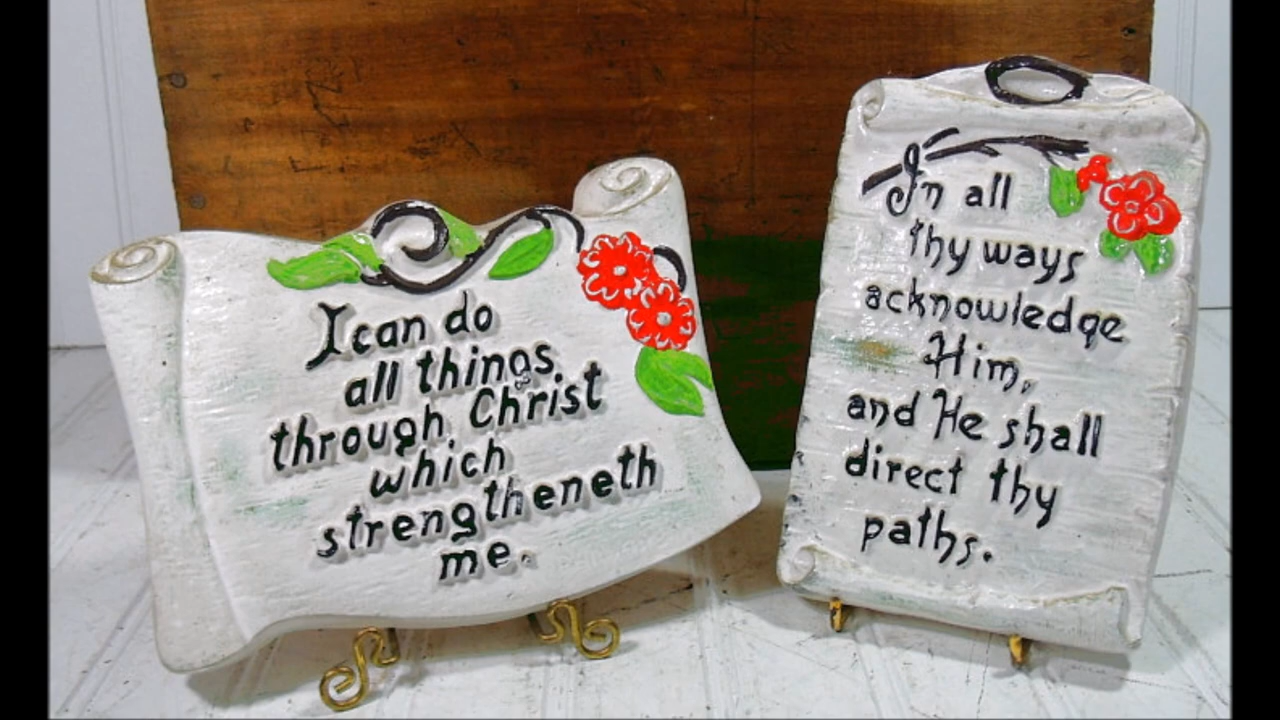 I can do
all things
through Christ
which
strengtheneth
me.
In all
thy ways
acknowledge
Him,
and He shall
direct thy
paths.